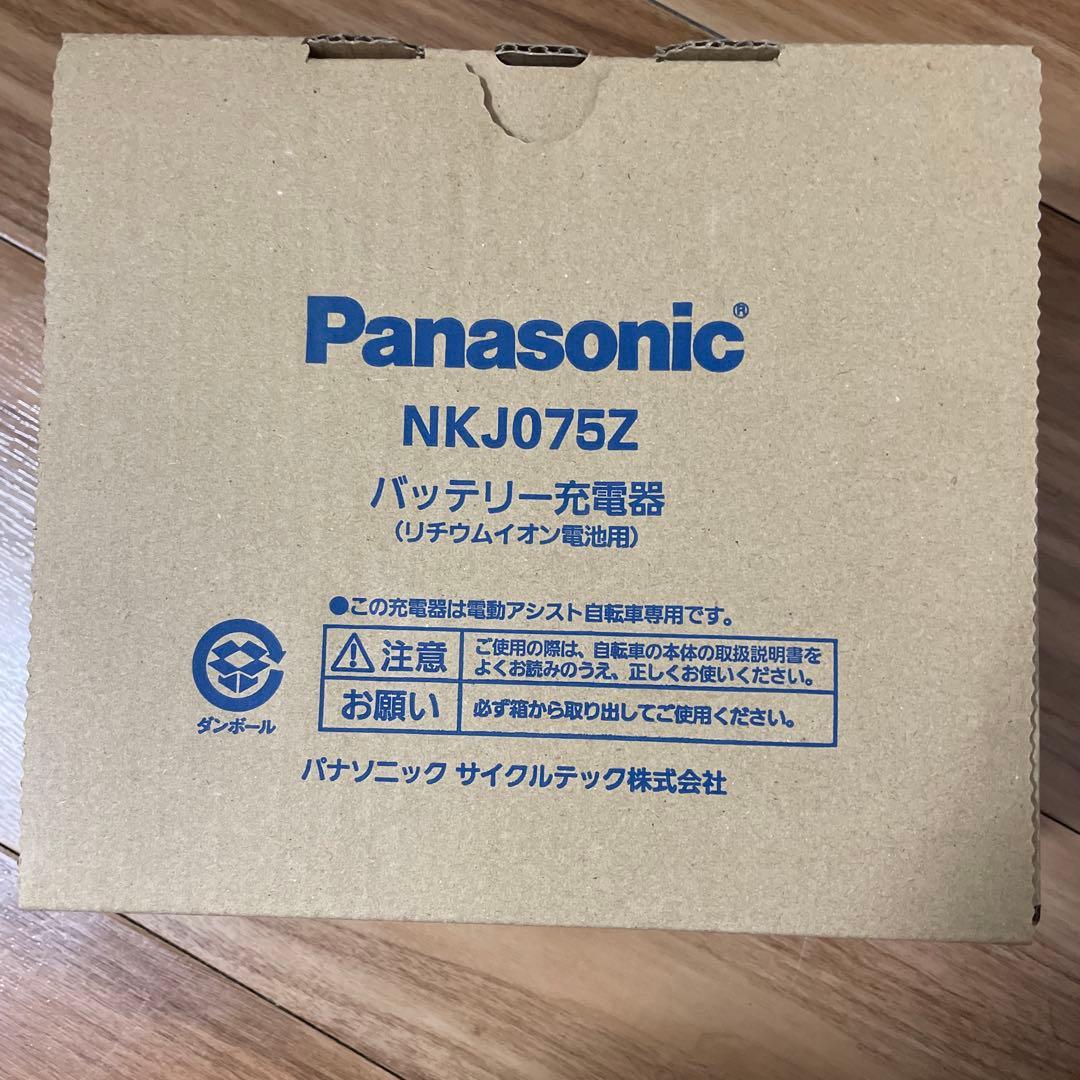 Panasonic®
NKJ075Z
バッテリー充電器
(リチウムイオン電池用)
●この充電器は電動アシスト自転車専用です。
注意
ご使用の際は、自転車の本体の取扱説明書を
よくお読みのうえ、正しくお使いください。
お願い
必ず箱から取り出してご使用ください。
ダンボール
パナソニック サイクルテック株式会社